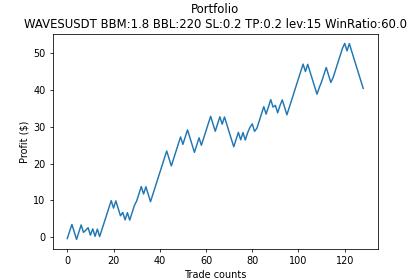 Portfolio
WAVESUSDT BBM:1.8 BBL:220 SL:0.2 TP:0.2 lev:15 WinRatio:60.0
Profit ($)
50
40
30
20
10
0
0 20 40 60 80 100 120
Trade counts